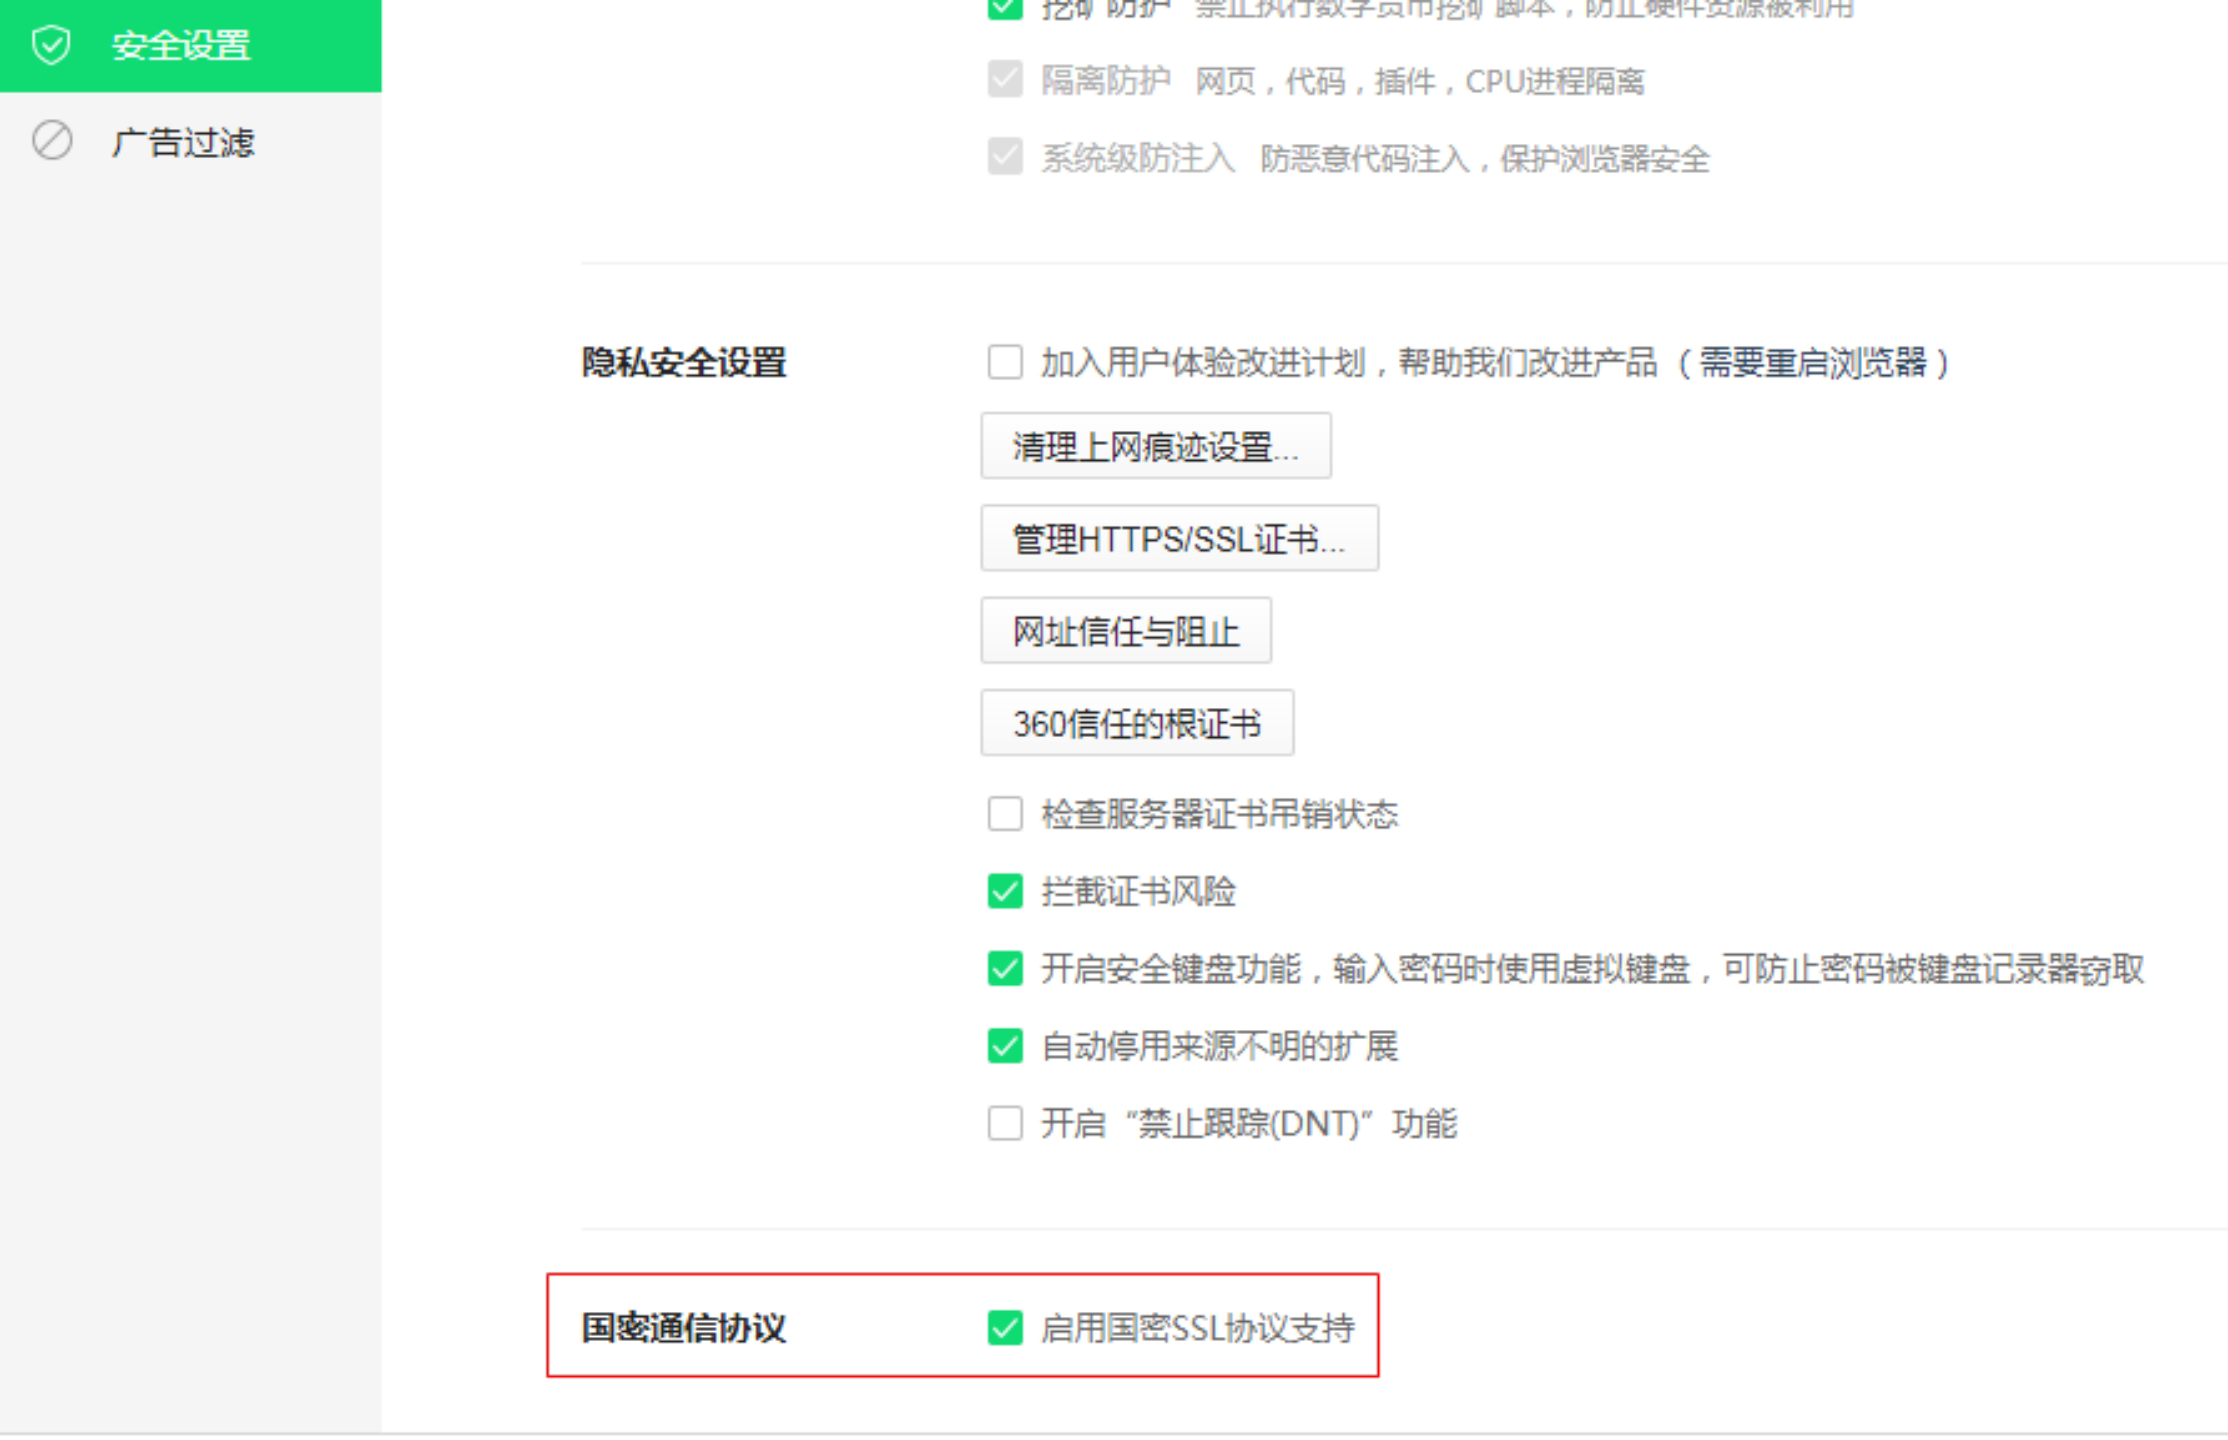 挖矿防护 禁止执行数字货币挖矿脚本，防止硬件资源被利用
安全设置
隔离防护 网页，代码，插件，CPU进程隔离
广告过滤
系统级防注入 防恶意代码注入，保护浏览器安全
隐私安全设置 加入用户体验改进计划，帮助我们改进产品（需要重启浏览器）
清理上网痕迹设置...
管理HTTPS/SSL证书...
网址信任与阻止
360信任的根证书
检查服务器证书吊销状态
拦截证书风险
开启安全键盘功能，输入密码时使用虚拟键盘，可防止密码被键盘记录器窃取
自动停用来源不明的扩展
开启“禁止跟踪(DNT)”功能
国密通信协议 启用国密SSL协议支持